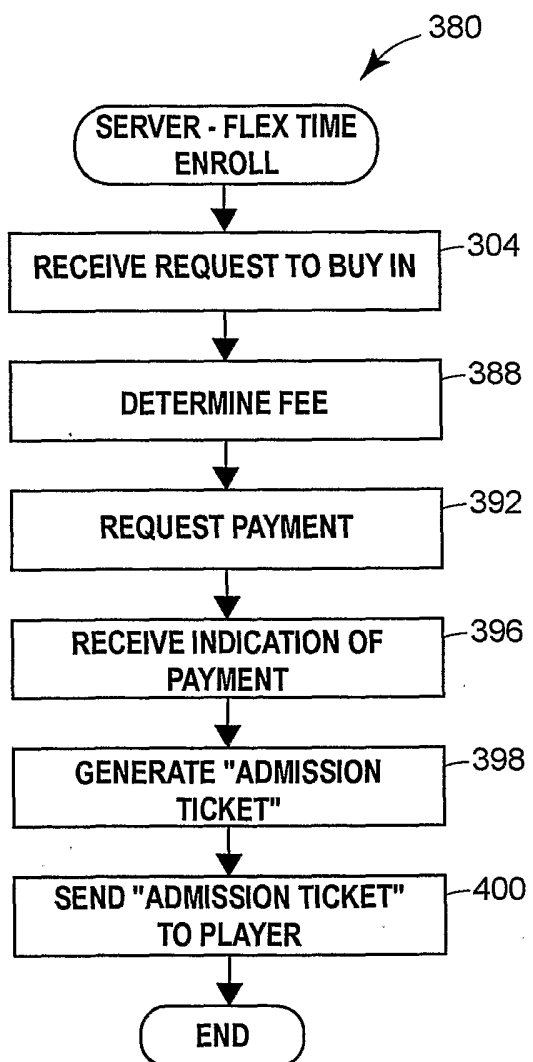 380
SERVER - FLEX TIME
ENROLL
RECEIVE REQUEST TO BUY IN
304
DETERMINE FEE
388
REQUEST PAYMENT
392
RECEIVE INDICATION OF
PAYMENT
396
GENERATE "ADMISSION
TICKET"
398
SEND "ADMISSION TICKET"
TO PLAYER
400
END